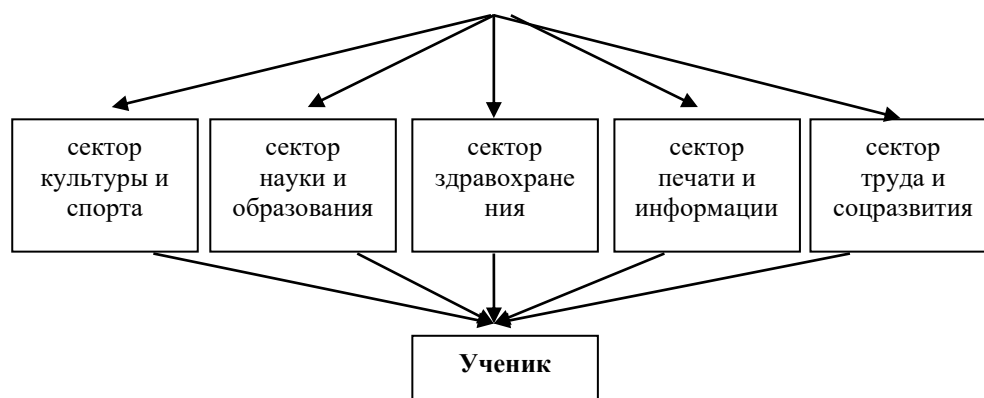 сектор
культуры и
спорта
сектор
науки и
образования
сектор
здравохране
ния
сектор
печати и
информации
сектор
труда и
соцразвития
Ученик